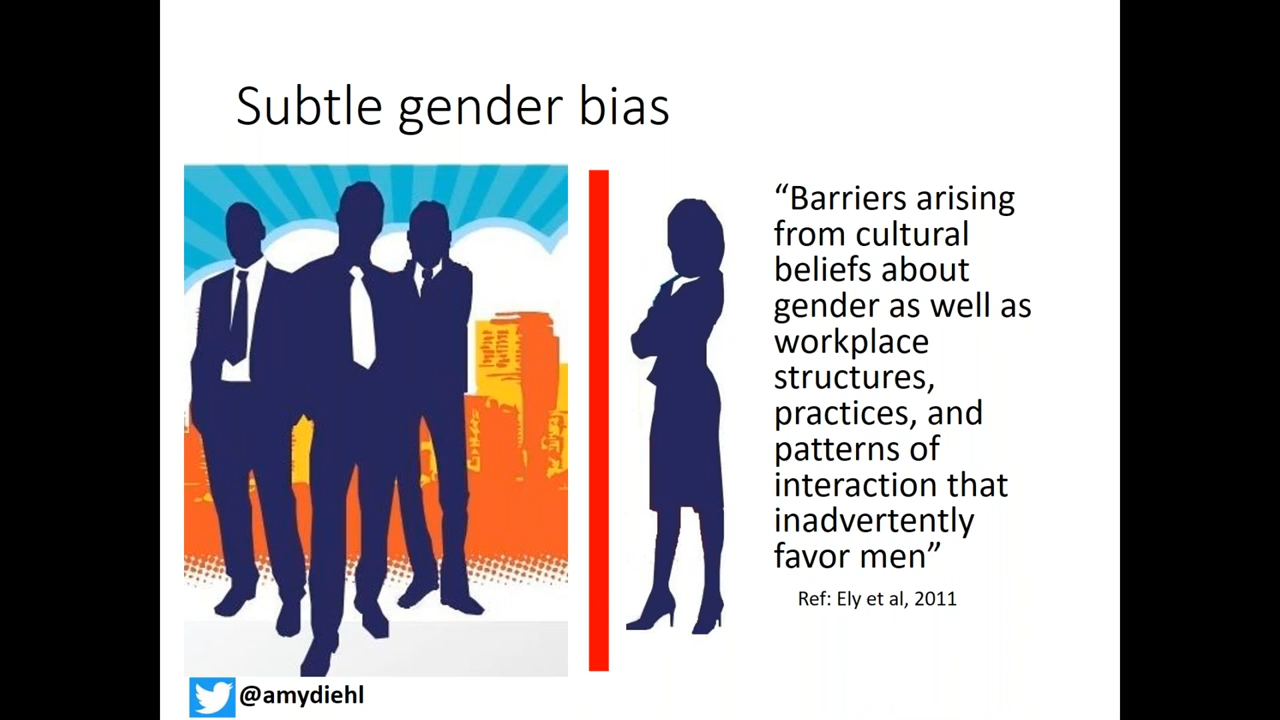 Subtle gender bias
“Barriers arising
from cultural
beliefs about
gender as well as
workplace
structures,
practices, and
patterns of
interaction that
inadvertently
favor men”
Ref: Ely et al, 2011
@amydiehl